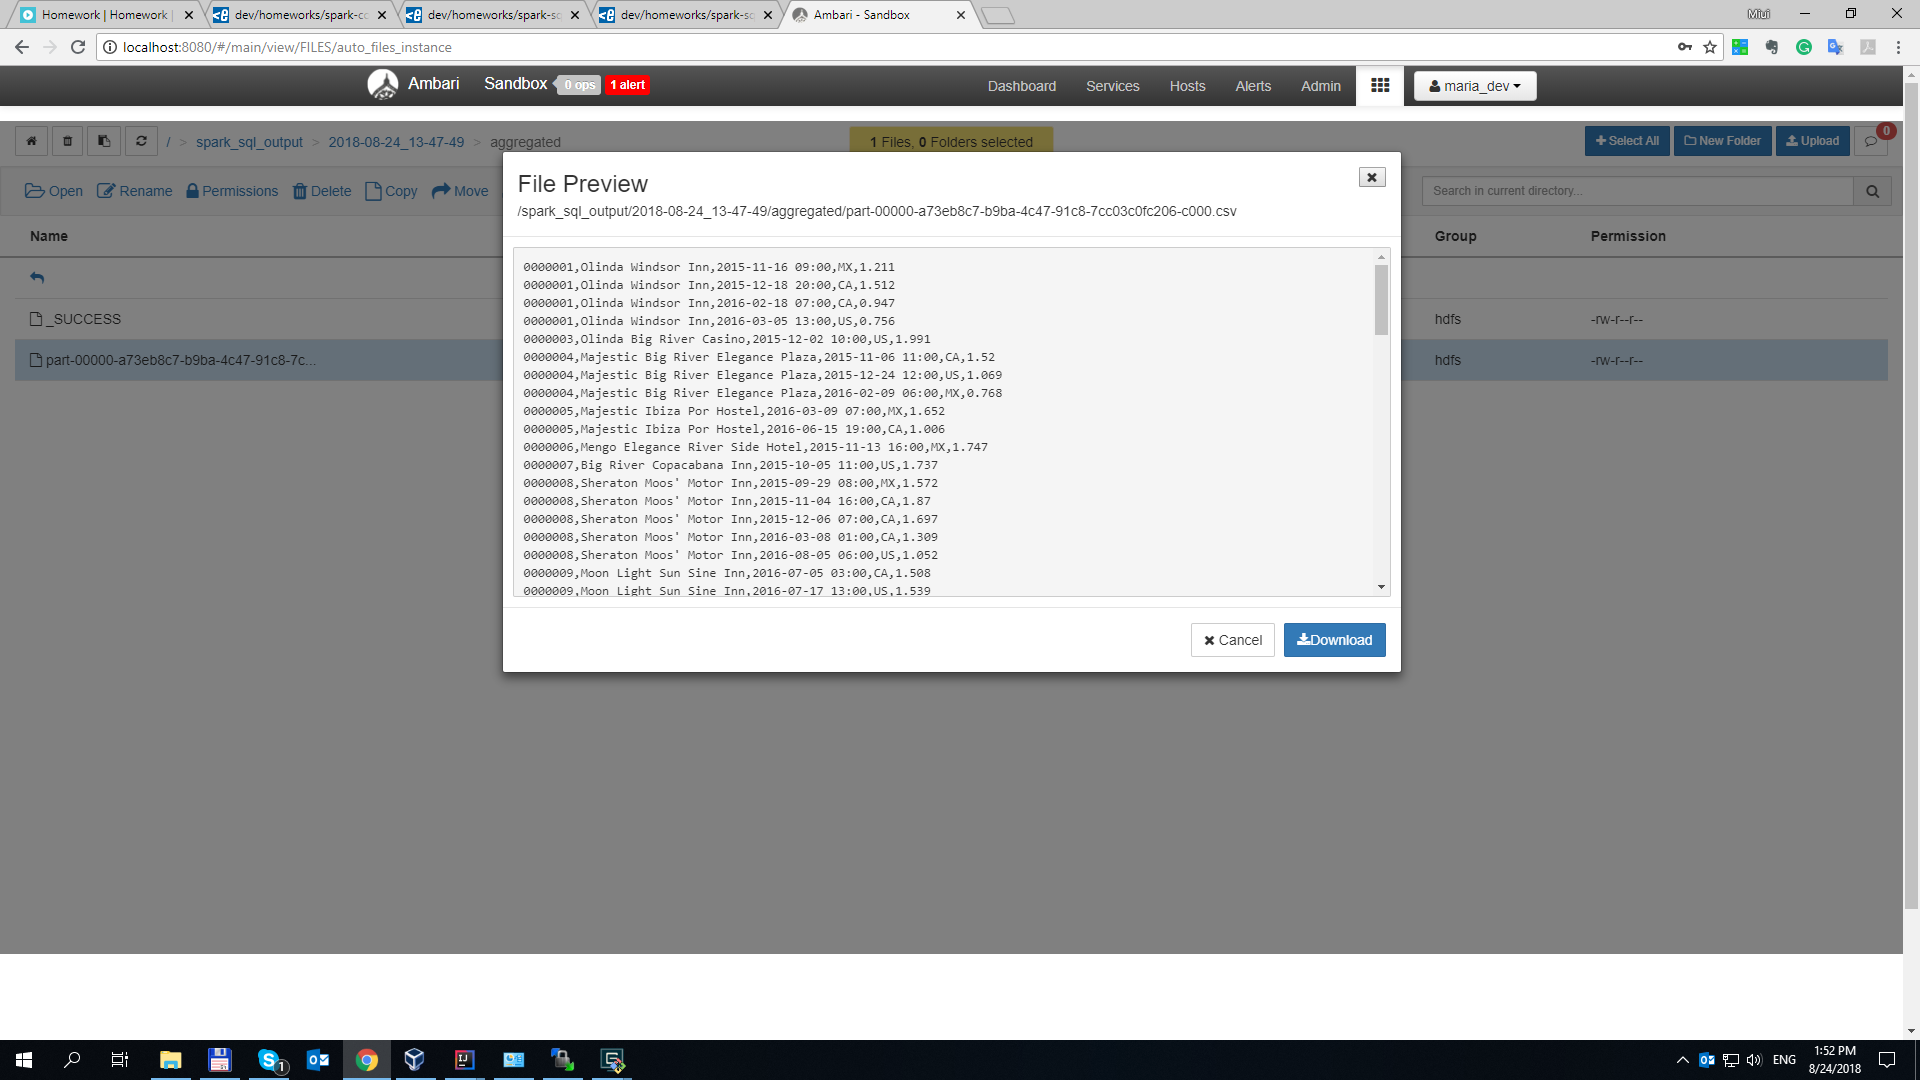 Homework | Homework
dev/homeworks/spark-co
dev/homeworks/spark-sq
dev/homeworks/spark-sq
Ambari - Sandbox
Miui
localhost:8080/#/main/view/FILES/auto_files_instance
Ambari
Sandbox
0 ops
1 alert
Dashboard
Services
Hosts
Alerts
Admin
maria_dev
/ > spark_sql_output > 2018-08-24_13-47-49 > aggregated
1 Files, 0 Folders selected
Select All
New Folder
Upload
0
Open
Rename
Permissions
Delete
Copy
Move
Search in current directory...
Name
Group
Permission
_SUCCESS
hdfs
-rw-r--r--
part-00000-a73eb8c7-b9ba-4c47-91c8-7c...
hdfs
-rw-r--r--
File Preview
/spark_sql_output/2018-08-24_13-47-49/aggregated/part-00000-a73eb8c7-b9ba-4c47-91c8-7cc03c0fc206-c000.csv
0000001,Olinda Windsor Inn,2015-11-16 09:00,MX,1.211
0000001,Olinda Windsor Inn,2015-12-18 20:00,CA,1.512
0000001,Olinda Windsor Inn,2016-02-18 07:00,CA,0.947
0000001,Olinda Windsor Inn,2016-03-05 13:00,US,0.756
0000003,Olinda Big River Casino,2015-12-02 10:00,US,1.991
0000004,Majestic Big River Elegance Plaza,2015-11-06 11:00,CA,1.52
0000004,Majestic Big River Elegance Plaza,2015-12-24 12:00,US,1.069
0000004,Majestic Big River Elegance Plaza,2016-02-09 06:00,MX,0.768
0000005,Majestic Ibiza Por Hostel,2016-03-09 07:00,MX,1.652
0000005,Majestic Ibiza Por Hostel,2016-06-15 19:00,CA,1.006
0000006,Mengo Elegance River Side Hotel,2015-11-13 16:00,MX,1.747
0000007,Big River Copacabana Inn,2015-10-05 11:00,US,1.737
0000008,Sheraton Moos' Motor Inn,2015-09-29 08:00,MX,1.572
0000008,Sheraton Moos' Motor Inn,2015-11-04 16:00,CA,1.87
0000008,Sheraton Moos' Motor Inn,2015-12-06 07:00,CA,1.697
0000008,Sheraton Moos' Motor Inn,2016-03-08 01:00,CA,1.309
0000008,Sheraton Moos' Motor Inn,2016-08-05 06:00,US,1.052
0000009,Moon Light Sun Sine Inn,2016-07-05 03:00,CA,1.508
0000009,Moon Light Sun Sine Inn,2016-07-17 13:00,US,1.539
Cancel
Download
ENG
1:52 PM
8/24/2018